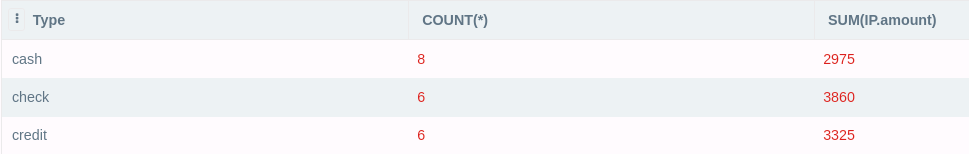 Type COUNT(*) SUM(IP.amount)
cash 8 2975
check 6 3860
credit 6 3325